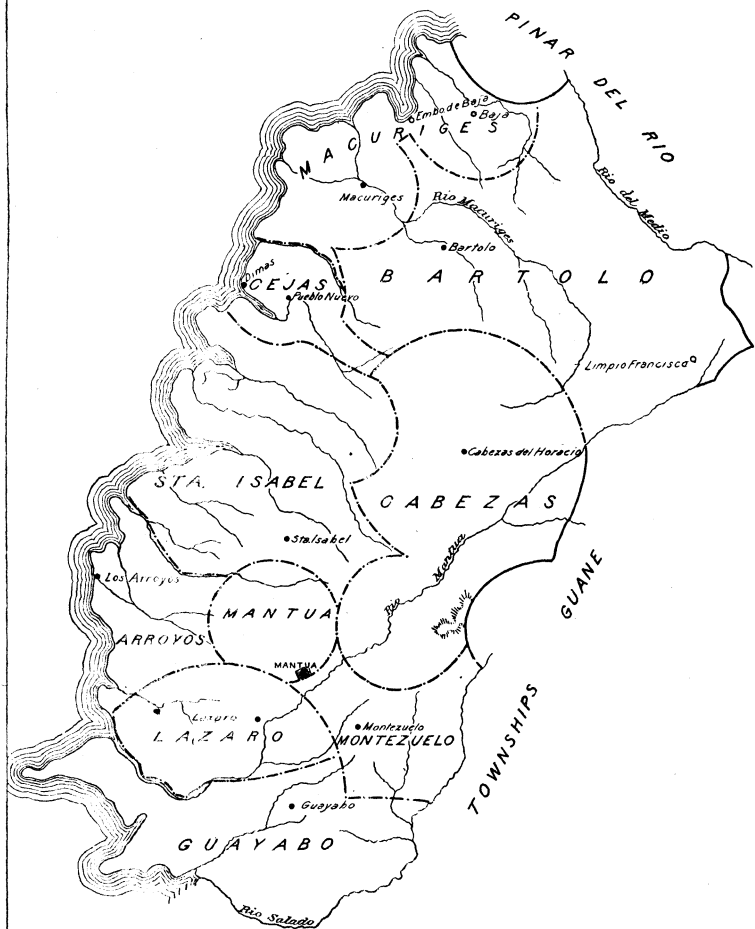 PINAR DEL RIO
Embo. de Baja
Baja
MACURIGES
Macuriges
Rio Macuriges
Rio del Medio
Bartolo
BARTOLO
Dimas
CEJAS
Pueblo Nuevo
Limpio Francisca
Cabezas del Horacio
STA. ISABEL
CABEZAS
Sta. Isabel
Rio Mantua
Los Arroyos
GUANE
MANTUA
ARROYOS
MANTUA
Lazaro
LAZARO
Montezuelo
MONTEZUELO
TOWNSHIPS
Guayabo
GUAYABO
Rio Salado